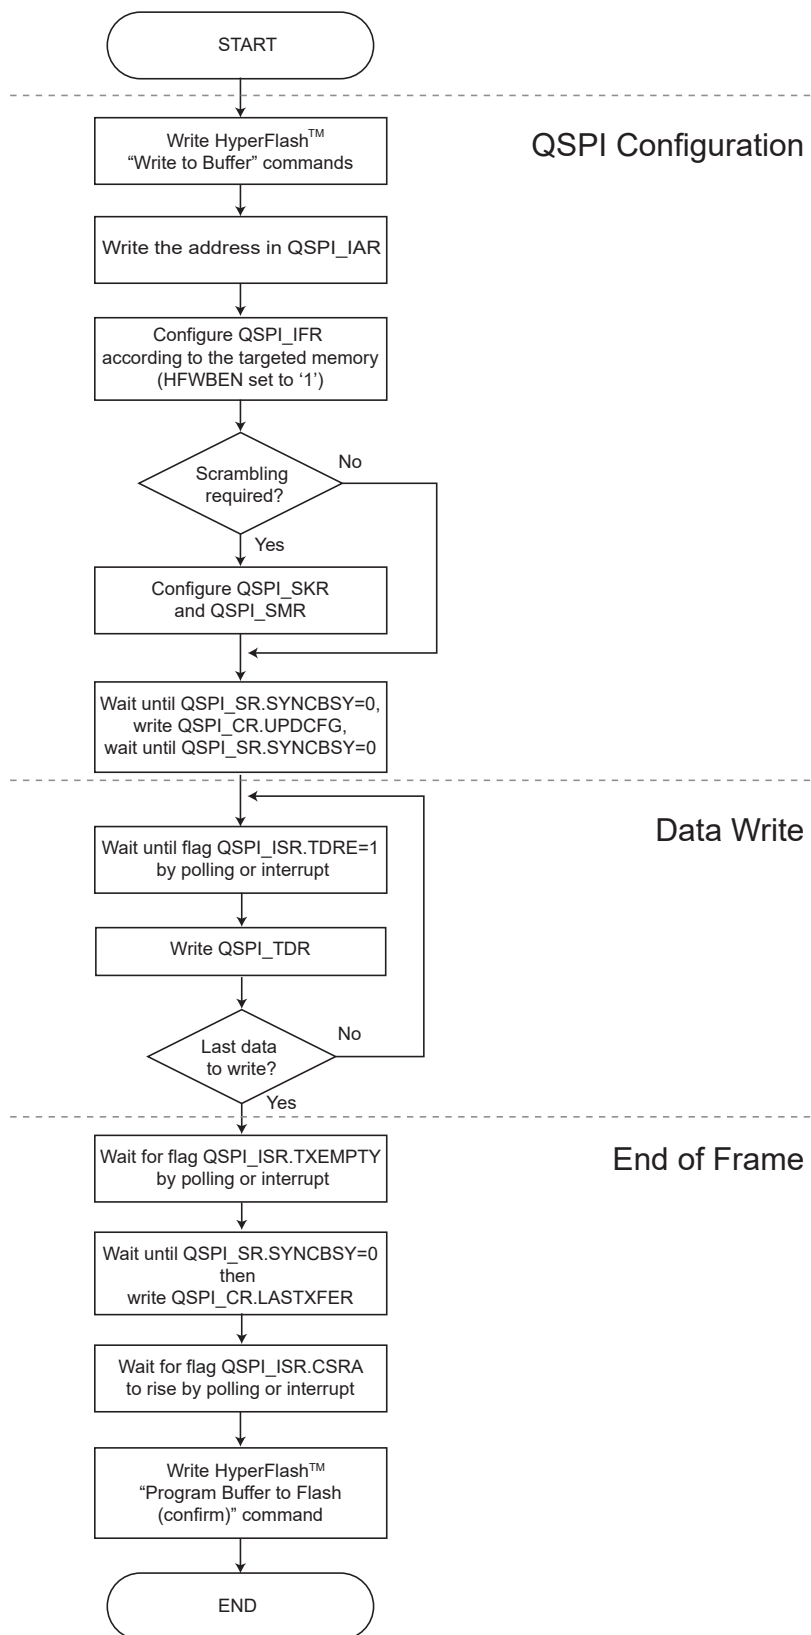 START
QSPI Configuration
Write HyperFlash™
“Write to Buffer” commands
Write the address in QSPI_IAR
Configure QSPI_IFR
according to the targeted memory
(HFWBEN set to ‘1’)
Scrambling
required?
No
Yes
Configure QSPI_SKR
and QSPI_SMR
Wait until QSPI_SR.SYNCBSY=0,
write QSPI_CR.UPDCFG,
wait until QSPI_SR.SYNCBSY=0
Data Write
Wait until flag QSPI_ISR.TDRE=1
by polling or interrupt
Write QSPI_TDR
Last data
to write?
No
Yes
End of Frame
Wait for flag QSPI_ISR.TXEMPTY
by polling or interrupt
Wait until QSPI_SR.SYNCBSY=0
then
write QSPI_CR.LASTXFER
Wait for flag QSPI_ISR.CSRA
to rise by polling or interrupt
Write HyperFlash™
“Program Buffer to Flash
(confirm)” command
END